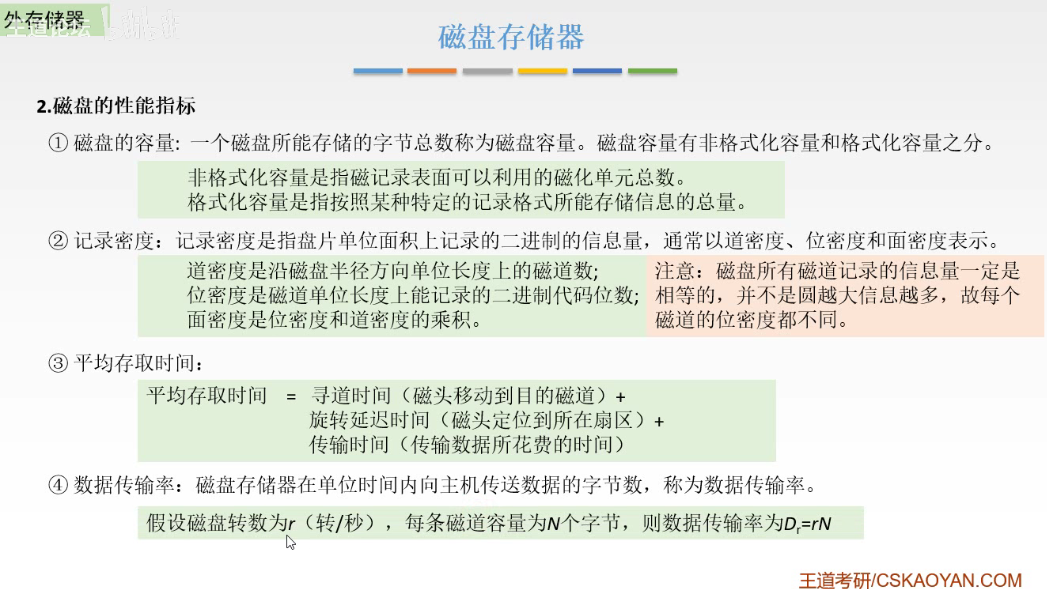 外存储器
王道论坛
bilibili
磁盘存储器
2.磁盘的性能指标
① 磁盘的容量：一个磁盘所能存储的字节总数称为磁盘容量。磁盘容量有非格式化容量和格式化容量之分。
非格式化容量是指磁记录表面可以利用的磁化单元总数。
格式化容量是指按照某种特定的记录格式所能存储信息的总量。
② 记录密度：记录密度是指盘片单位面积上记录的二进制的信息量，通常以道密度、位密度和面密度表示。
道密度是沿磁盘半径方向单位长度上的磁道数;
位密度是磁道单位长度上能记录的二进制代码位数;
面密度是位密度和道密度的乘积。
注意：磁盘所有磁道记录的信息量一定是
相等的，并不是圆越大信息越多，故每个
磁道的位密度都不同。
③ 平均存取时间：
平均存取时间 = 寻道时间（磁头移动到目的磁道）+
旋转延迟时间（磁头定位到所在扇区）+
传输时间（传输数据所花费的时间）
④ 数据传输率：磁盘存储器在单位时间内向主机传送数据的字节数，称为数据传输率。
假设磁盘转数为r（转/秒），每条磁道容量为N个字节，则数据传输率为Dr=rN
王道考研/CSKAOYAN.COM